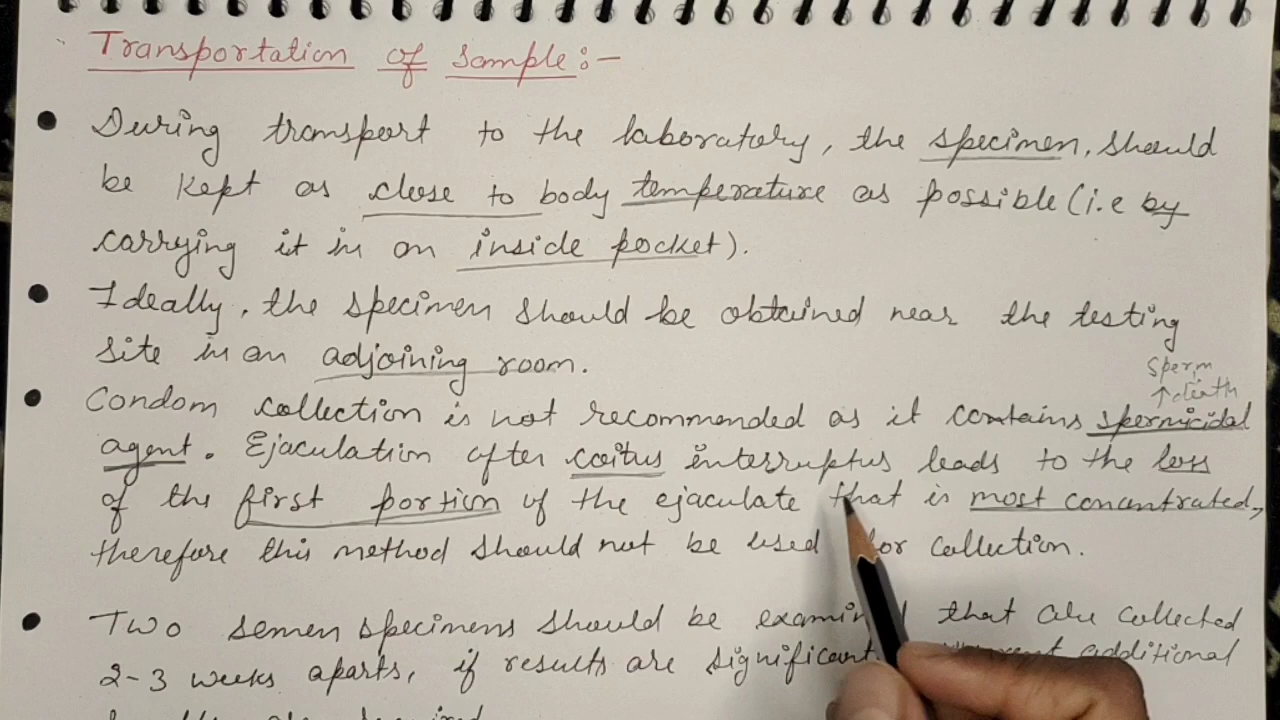 Transportation of Sample:-
During transport to the laboratory, the specimen, should
be kept as close to body temperature as possible (i.e by
carrying it in an inside pocket).
Ideally, the specimen should be obtained near the testing
site in an adjoining room.
Sperm
↑death
Condom collection is not recommended as it contains spermicidal
agent. Ejaculation after coitus interruptus leads to the loss
of the first portion of the ejaculate that is most concentrated,
therefore this method should not be used for collection.
Two semen specimens should be examined that are collected
2-3 weeks aparts, if results are significant additional